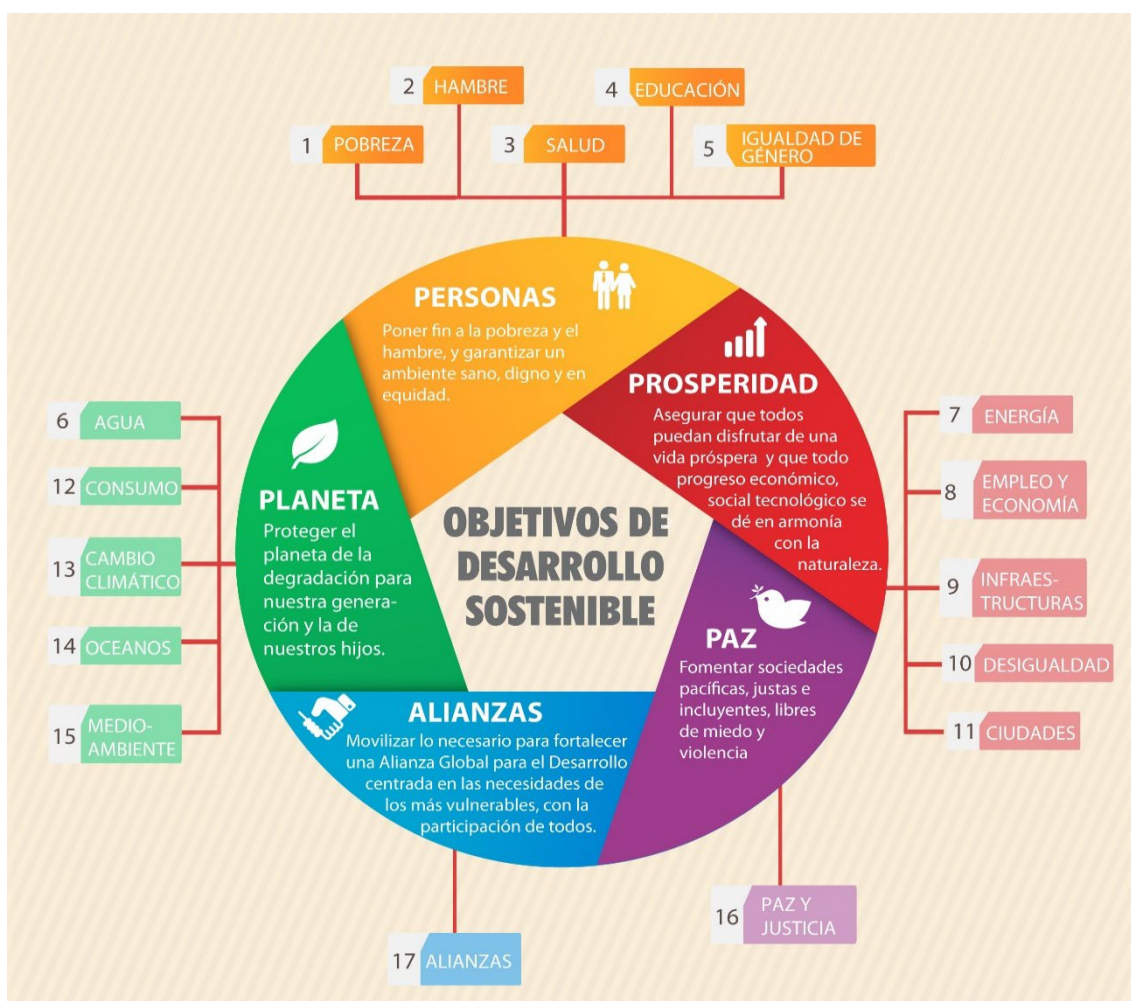 2 HAMBRE
4 EDUCACIÓN
1 POBREZA
3 SALUD
5 IGUALDAD DE
GÉNERO
PERSONAS
Poner fin a la pobreza y el
hambre, y garantizar un
ambiente sano, digno y en
equidad.
PROSPERIDAD
Asegurar que todos
puedan disfrutar de una
vida próspera y que todo
progreso económico,
social tecnológico se
dé en armonía
con la
naturaleza.
7 ENERGÍA
8 EMPLEO Y
ECONOMÍA
9 INFRAES-
TRUCTURAS
10 DESIGUALDAD
11 CIUDADES
6 AGUA
12 CONSUMO
13 CAMBIO
CLIMÁTICO
14 OCEANOS
15 MEDIO-
AMBIENTE
PLANETA
Proteger el
planeta de la
degradación para
nuestra genera-
ción y la de
nuestros hijos.
OBJETIVOS DE
DESARROLLO
SOSTENIBLE
PAZ
Fomentar sociedades
pacíficas, justas e
incluyentes, libres
de miedo y
violencia
ALIANZAS
Movilizar lo necesario para fortalecer
una Alianza Global para el Desarrollo
centrada en las necesidades de
los más vulnerables, con la
participación de todos.
16 PAZ Y
JUSTICIA
17 ALIANZAS